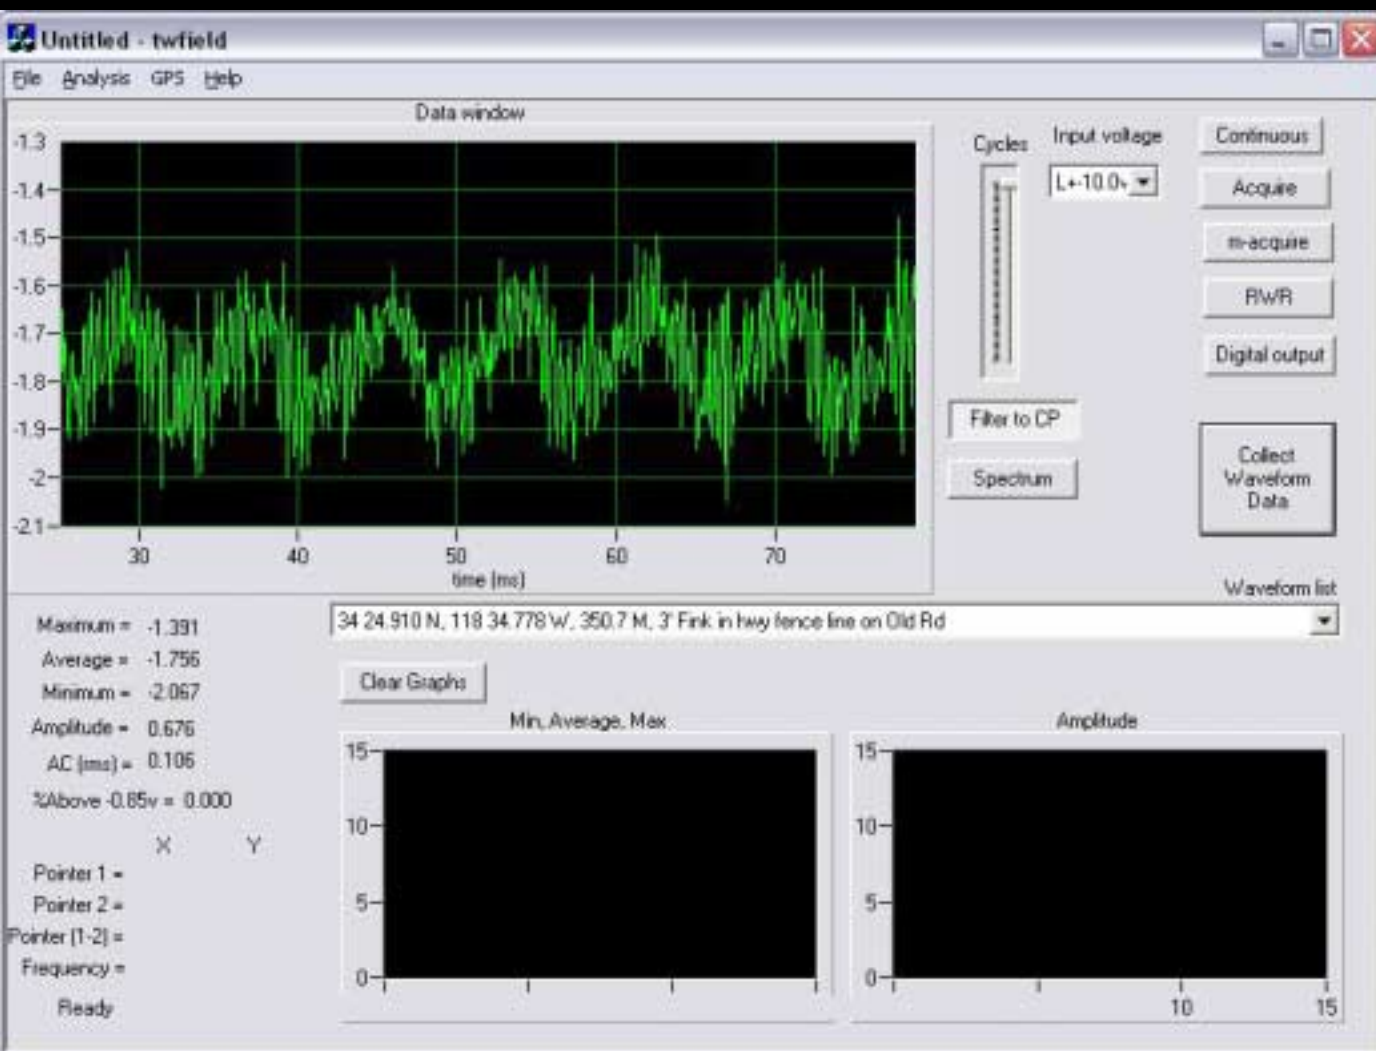 Untitled - twfield
File Analysis GPS Help
Data window
-1.3
-1.4
-1.5
-1.6
-1.7
-1.8
-1.9
-2
-2.1
30 40 50 60 70
time (ms)
Cycles
Input voltage
L+-10.0v
Filter to CP
Spectrum
Continuous
Acquire
m-acquire
RWR
Digital output
Collect
Waveform
Data
Waveform list
34 24.910 N, 118 34.778 W, 350.7 M, 3' Fink in hwy fence line on Old Rd
Maximum = -1.391
Average = -1.756
Minimum = -2.067
Amplitude = 0.676
AC (rms) = 0.106
%Above -0.85v = 0.000
X Y
Pointer 1 =
Pointer 2 =
Pointer (1-2) =
Frequency =
Ready
Clear Graphs
Min, Average, Max
15
10
5
0
Amplitude
15
10
5
0
10 15